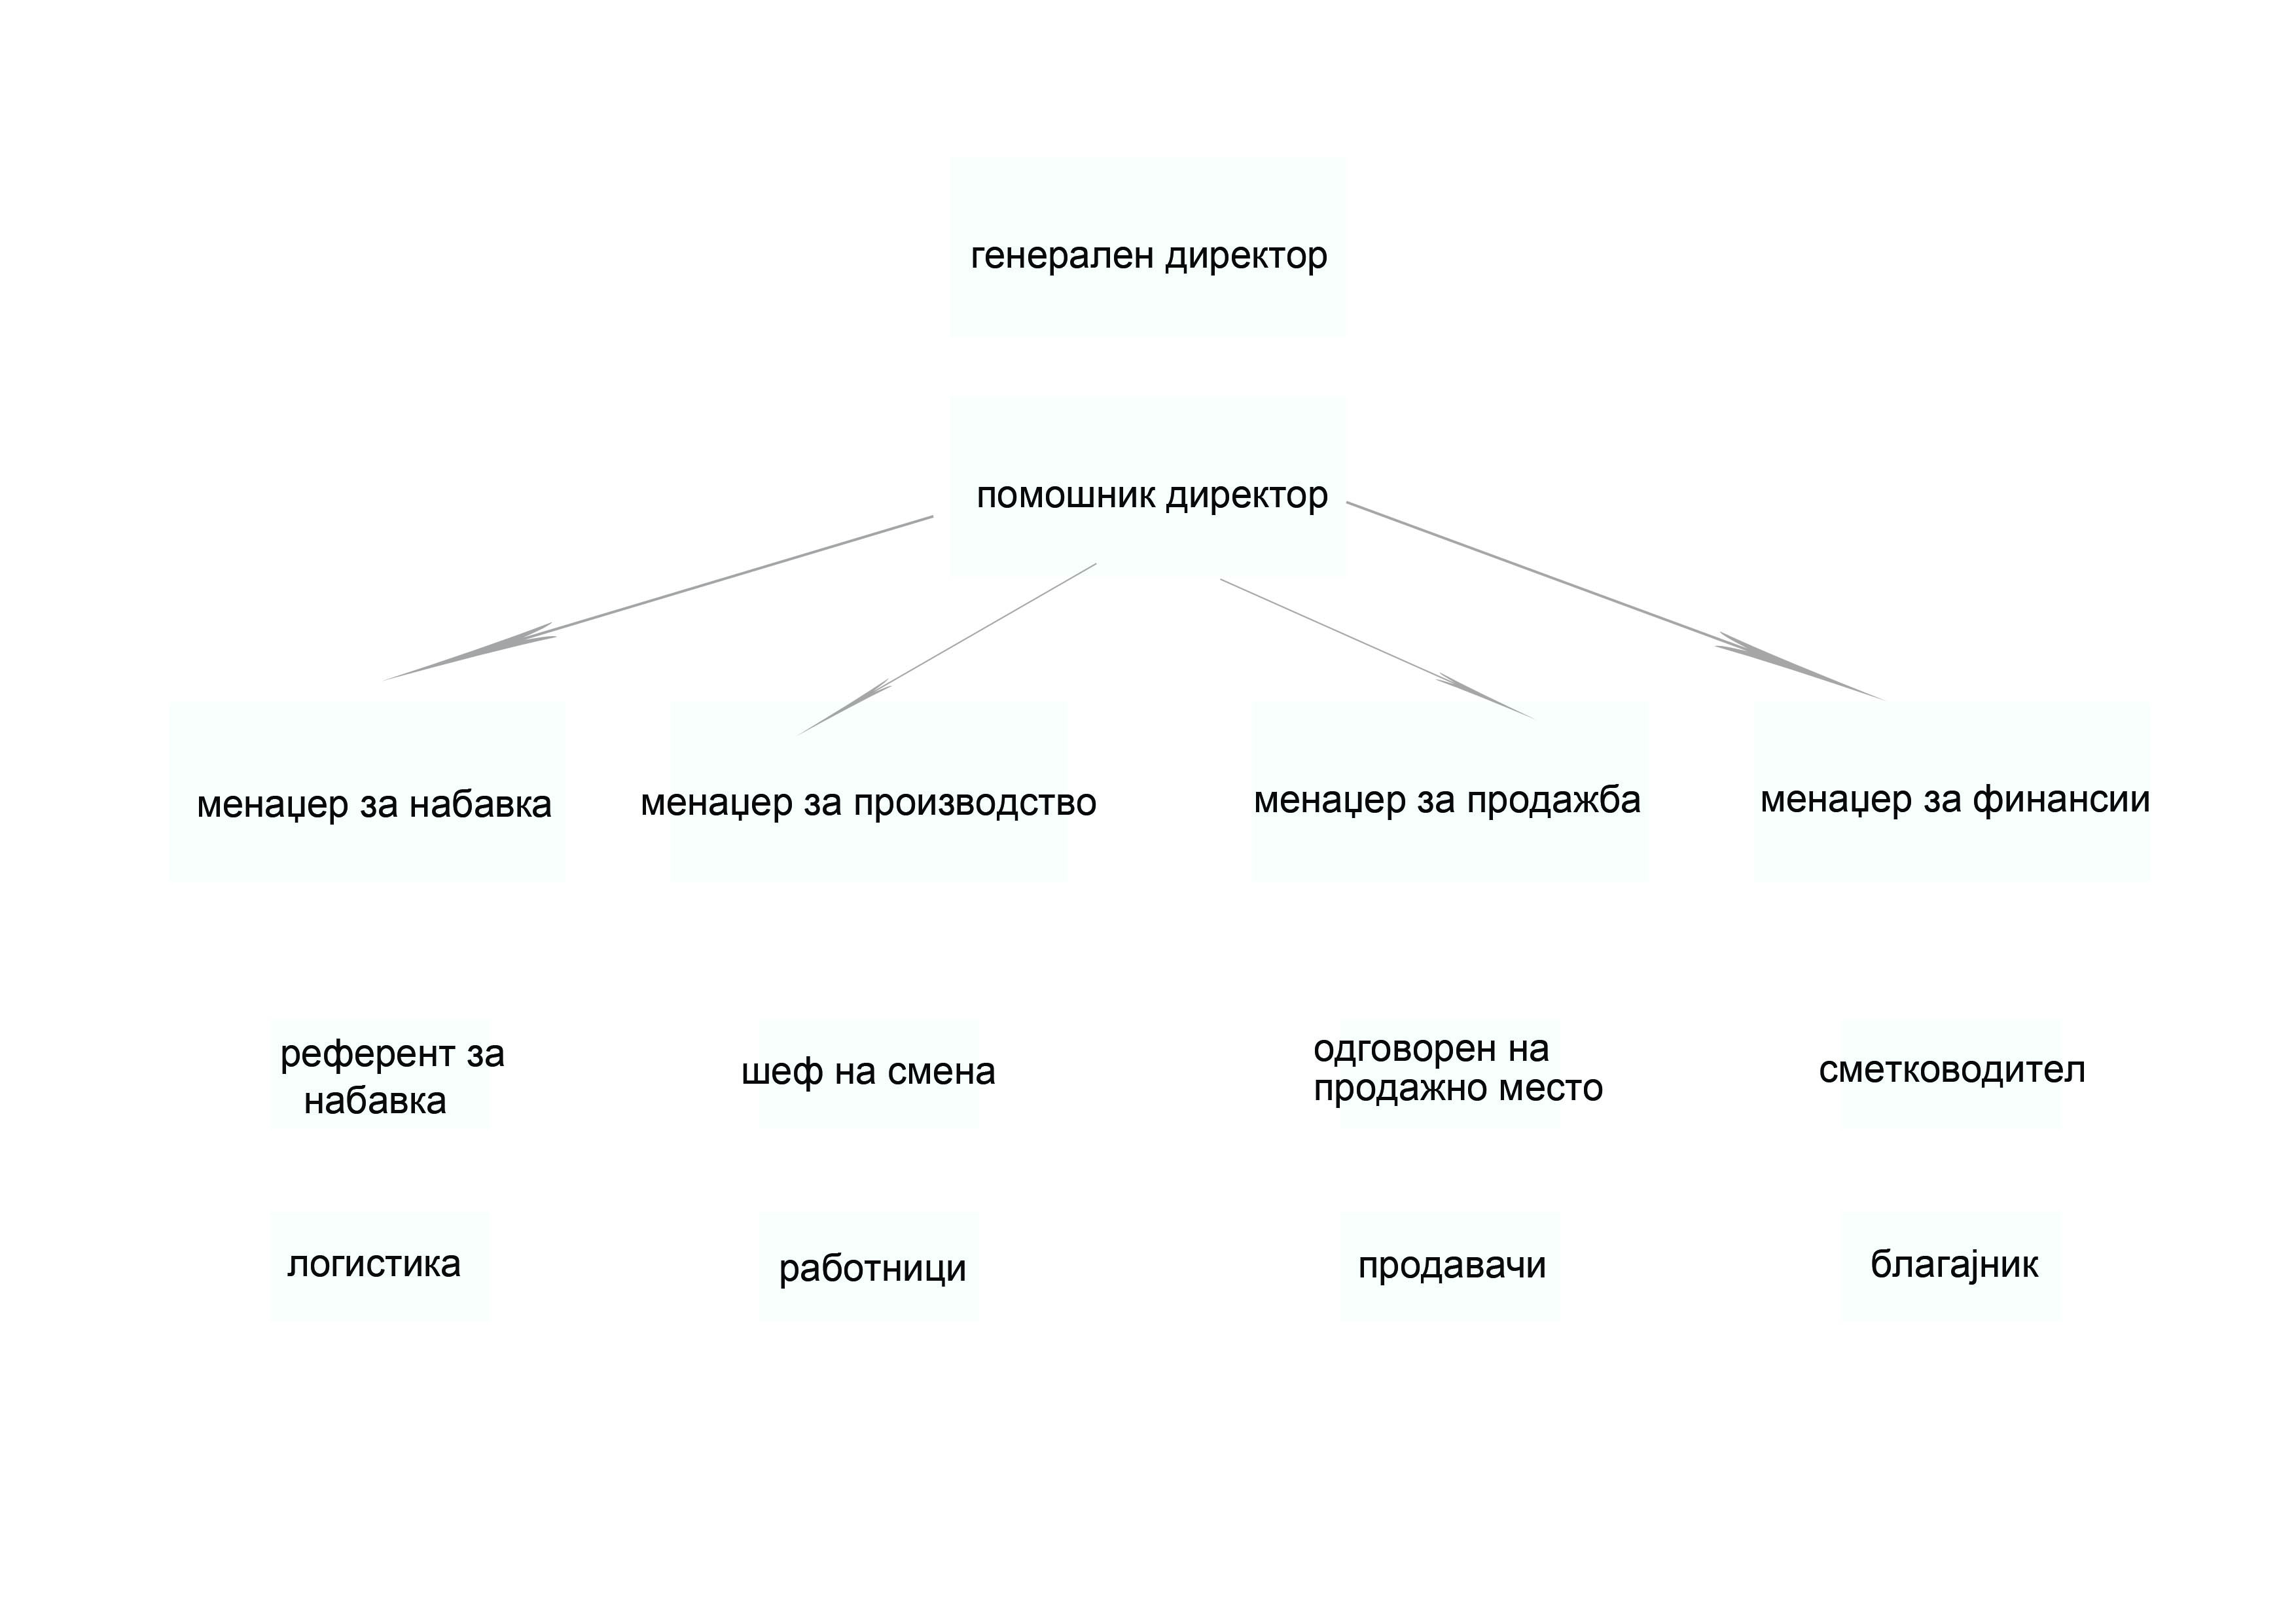 генерален директор
помошник директор
менаџер за набавка
менаџер за производство
менаџер за продажба
менаџер за финансии
референт за
набавка
шеф на смена
одговорен на
продажно место
сметководител
логистика
работници
продавачи
благајник